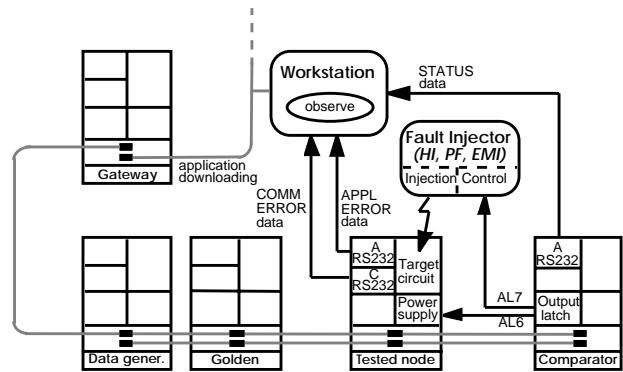 Workstation
observe
STATUS
data
Fault Injector
(HI, PF, EMI)
Injection Control
Gateway
application
downloading
COMM
ERROR
data
APPL
ERROR
data
A
RS232
C
RS232
Target
circuit
Power
supply
A
RS232
AL7
AL6
Output
latch
Data gener.
Golden
Tested node
Comparator